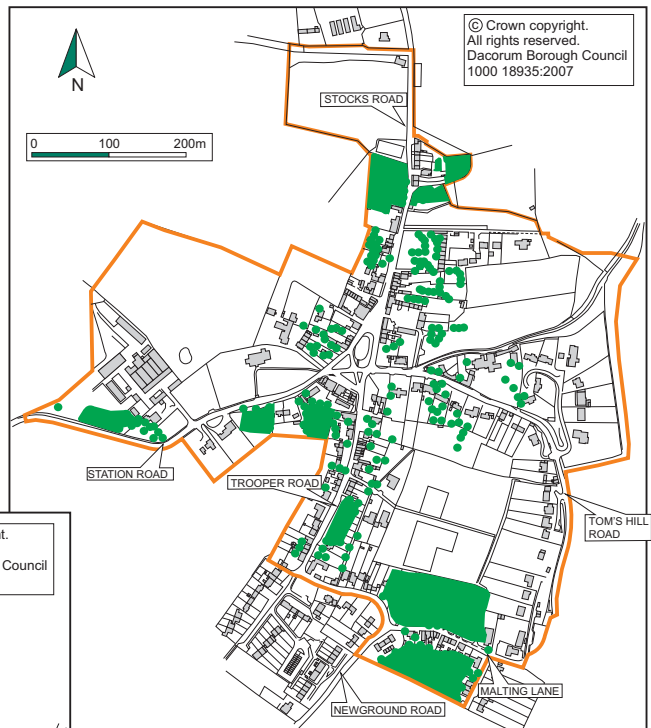 © Crown copyright.
All rights reserved.
Dacorum Borough Council
1000 18935:2007
N
STOCKS ROAD
0 100 200m
STATION ROAD
TROOPER ROAD
TOM'S HILL
ROAD
t.
Council
MALTING LANE
NEWGROUND ROAD